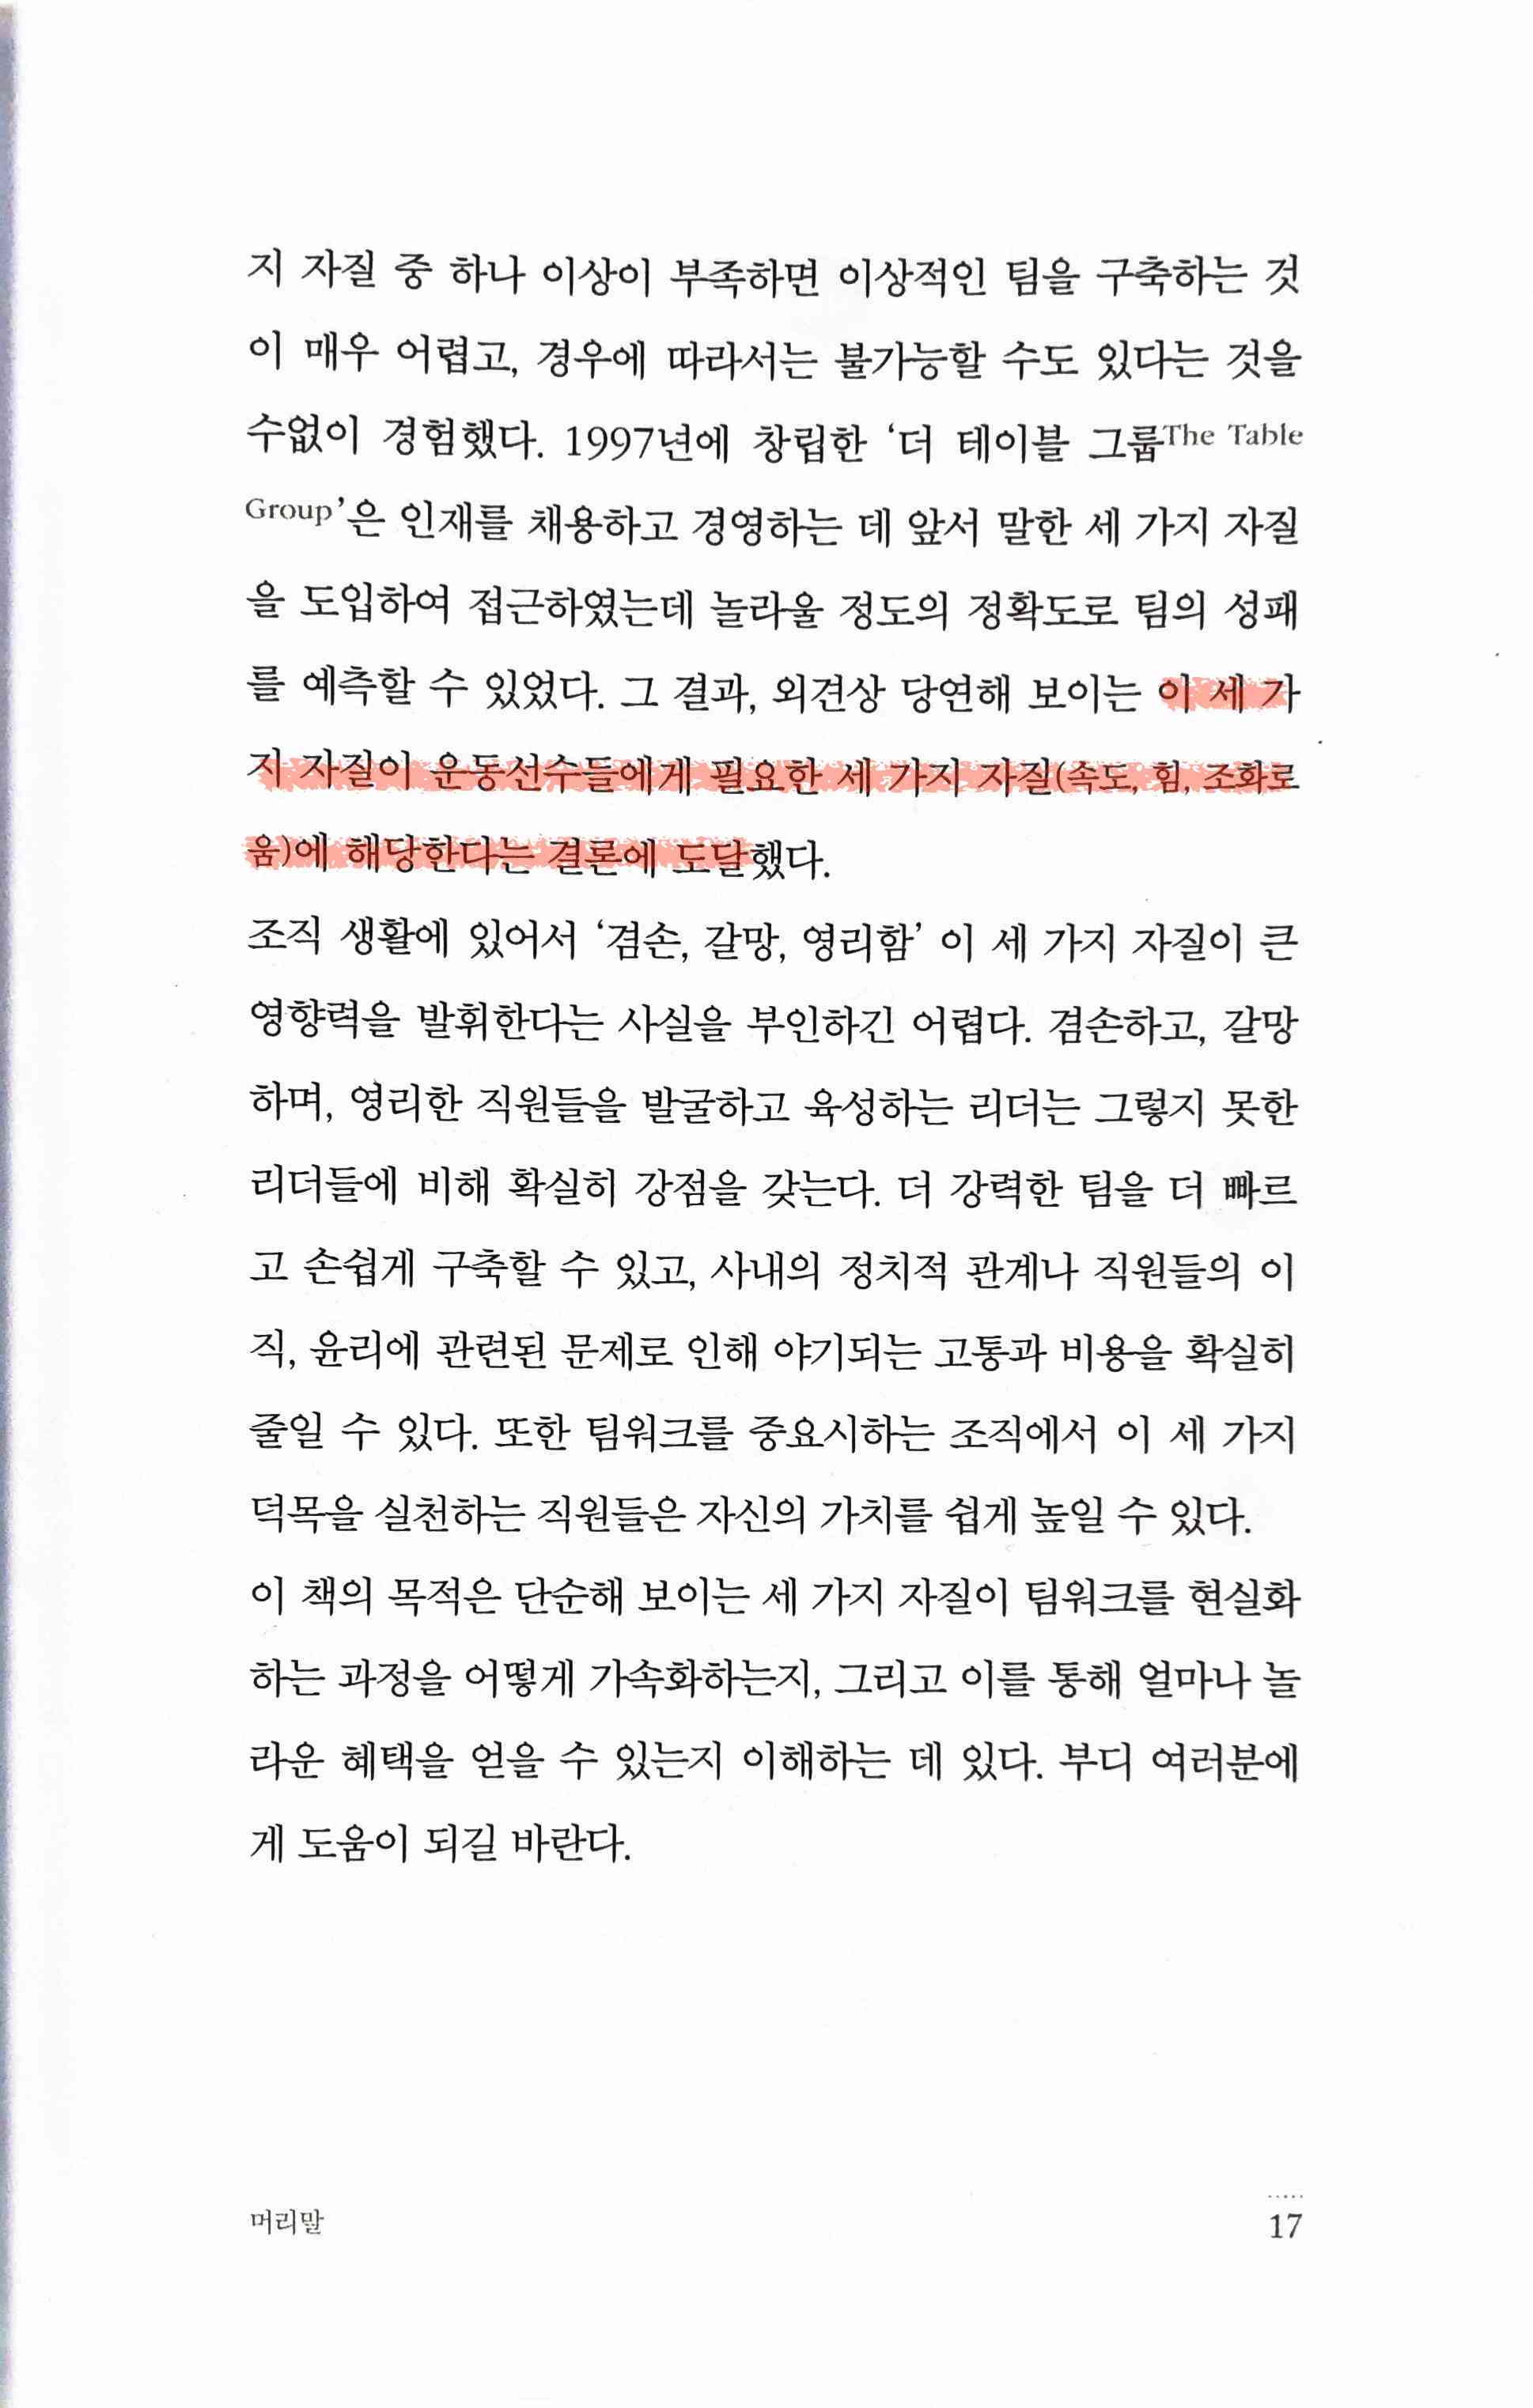 지 자질 중 하나 이상이 부족하면 이상적인 팀을 구축하는 것
이 매우 어렵고, 경우에 따라서는 불가능할 수도 있다는 것을
수없이 경험했다. 1997년에 창립한 ‘더 테이블 그룹The Table
Group’은 인재를 채용하고 경영하는 데 앞서 말한 세 가지 자질
을 도입하여 접근하였는데 놀라울 정도의 정확도로 팀의 성패
를 예측할 수 있었다. 그 결과, 외견상 당연해 보이는 이 세 가
지 자질이 운동선수들에게 필요한 세 가지 자질(속도, 힘, 조화로
움)에 해당한다는 결론에 도달했다.
조직 생활에 있어서 ‘겸손, 갈망, 영리함’ 이 세 가지 자질이 큰
영향력을 발휘한다는 사실을 부인하긴 어렵다. 겸손하고, 갈망
하며, 영리한 직원들을 발굴하고 육성하는 리더는 그렇지 못한
리더들에 비해 확실히 강점을 갖는다. 더 강력한 팀을 더 빠르
고 손쉽게 구축할 수 있고, 사내의 정치적 관계나 직원들의 이
직, 윤리에 관련된 문제로 인해 야기되는 고통과 비용을 확실히
줄일 수 있다. 또한 팀워크를 중요시하는 조직에서 이 세 가지
덕목을 실천하는 직원들은 자신의 가치를 쉽게 높일 수 있다.
이 책의 목적은 단순해 보이는 세 가지 자질이 팀워크를 현실화
하는 과정을 어떻게 가속화하는지, 그리고 이를 통해 얼마나 놀
라운 혜택을 얻을 수 있는지 이해하는 데 있다. 부디 여러분에
게 도움이 되길 바란다.
머리말
17